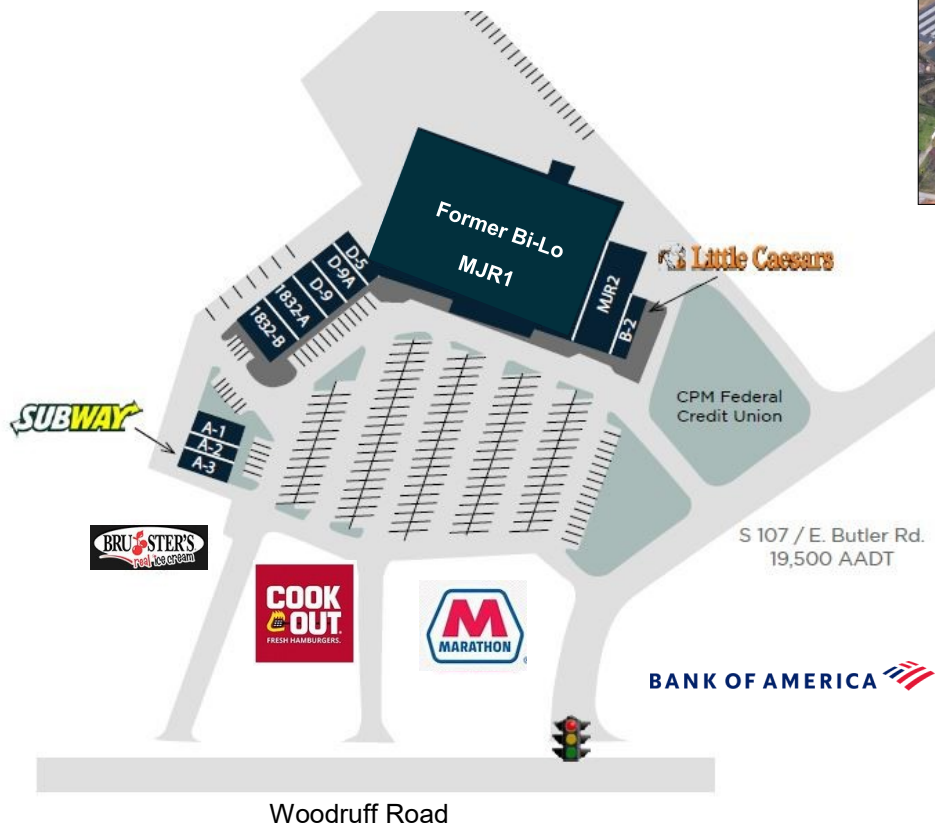 Former Bi-Lo
MJR1
Little Caesars
MJR2
B-2
D-5
D-9A
D-9
1832-A
1832-B
CPM Federal
Credit Union
SUBWAY
A-1
A-2
A-3
S 107 / E. Butler Rd.
19,500 AADT
BRUSTER'S
real ice cream
COOK
OUT.
FRESH HAMBURGERS.
M
MARATHON
BANK OF AMERICA
Woodruff Road